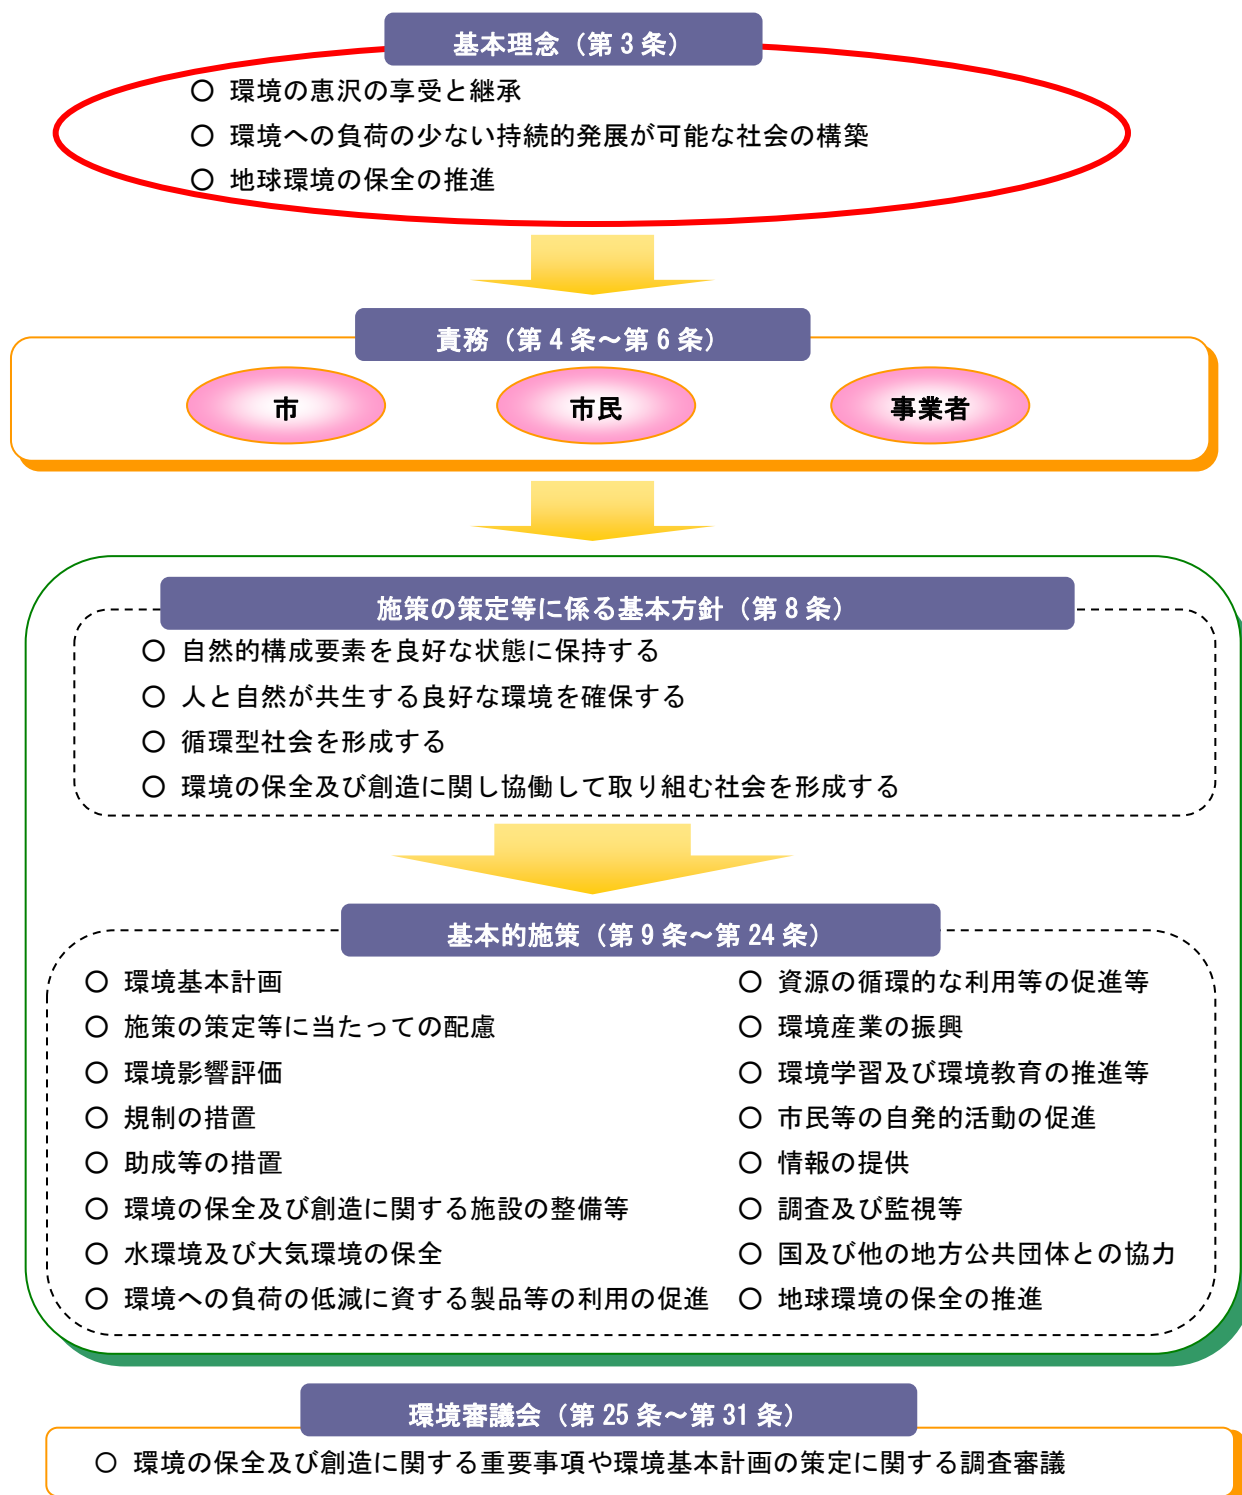 基本理念（第 3 条）
○ 環境の恵沢の享受と継承
○ 環境への負荷の少ない持続的発展が可能な社会の構築
○ 地球環境の保全の推進
責務（第 4 条～第 6 条）
市
市民
事業者
施策の策定等に係る基本方針（第 8 条）
○ 自然的構成要素を良好な状態に保持する
○ 人と自然が共生する良好な環境を確保する
○ 循環型社会を形成する
○ 環境の保全及び創造に関し協働して取り組む社会を形成する
基本的施策（第 9 条～第 24 条）
○ 環境基本計画
○ 施策の策定等に当たっての配慮
○ 環境影響評価
○ 規制の措置
○ 助成等の措置
○ 環境の保全及び創造に関する施設の整備等
○ 水環境及び大気環境の保全
○ 環境への負荷の低減に資する製品等の利用の促進
○ 資源の循環的な利用等の促進等
○ 環境産業の振興
○ 環境学習及び環境教育の推進等
○ 市民等の自発的活動の促進
○ 情報の提供
○ 調査及び監視等
○ 国及び他の地方公共団体との協力
○ 地球環境の保全の推進
環境審議会（第 25 条～第 31 条）
○ 環境の保全及び創造に関する重要事項や環境基本計画の策定に関する調査審議